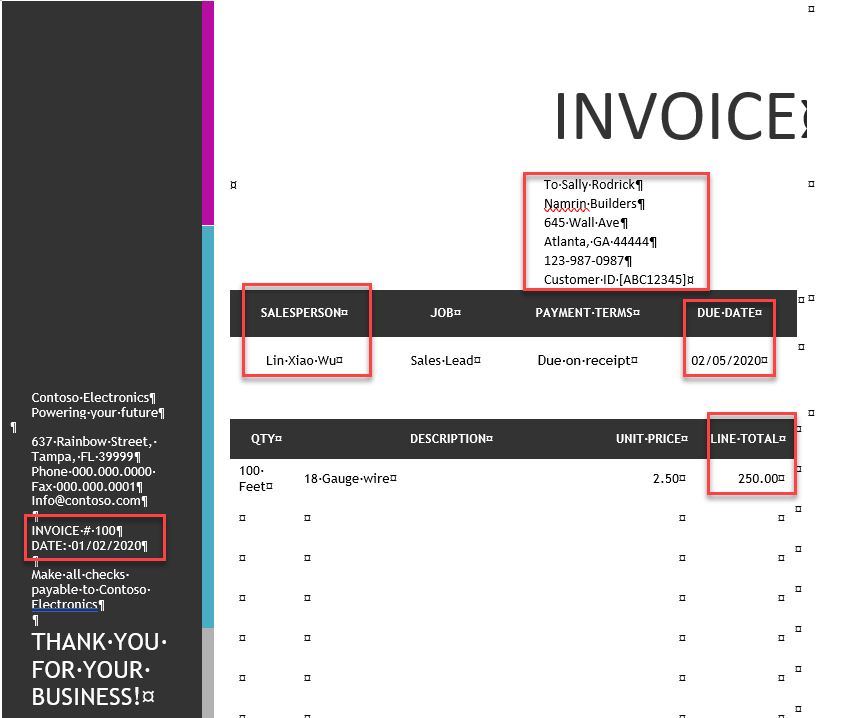 INVOICE
To Sally Rodrick
Namrin Builders
645 Wall Ave
Atlanta, GA 44444
123-987-0987
Customer ID [ABC12345]
SALESPERSON JOB PAYMENT TERMS DUE DATE
Lin Xiao Wu Sales Lead Due on receipt 02/05/2020
QTY DESCRIPTION UNIT PRICE LINE TOTAL
100 Feet 18 Gauge wire 2.50 250.00
Contoso Electronics
Powering your future
637 Rainbow Street,
Tampa, FL 39999
Phone 000.000.0000
Fax 000.000.0001
Info@contoso.com
INVOICE # 100
DATE: 01/02/2020
Make all checks
payable to Contoso
Electronics
THANK YOU
FOR YOUR
BUSINESS!